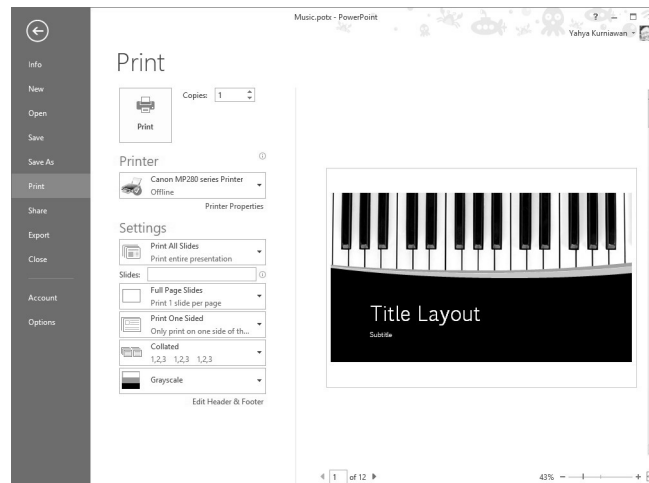 Music.potx - PowerPoint
?
Yahya Kurniawan
Info
New
Open
Save
Save As
Print
Share
Export
Close
Account
Options
Print
Copies: 1
Print
Printer
Canon MP280 series Printer
Offline
Printer Properties
Settings
Print All Slides
Print entire presentation
Slides:
Full Page Slides
Print 1 slide per page
Print One Sided
Only print on one side of th...
Collated
1,2,3 1,2,3 1,2,3
Grayscale
Edit Header & Footer
Title Layout
Subtitle
1 of 12
43%